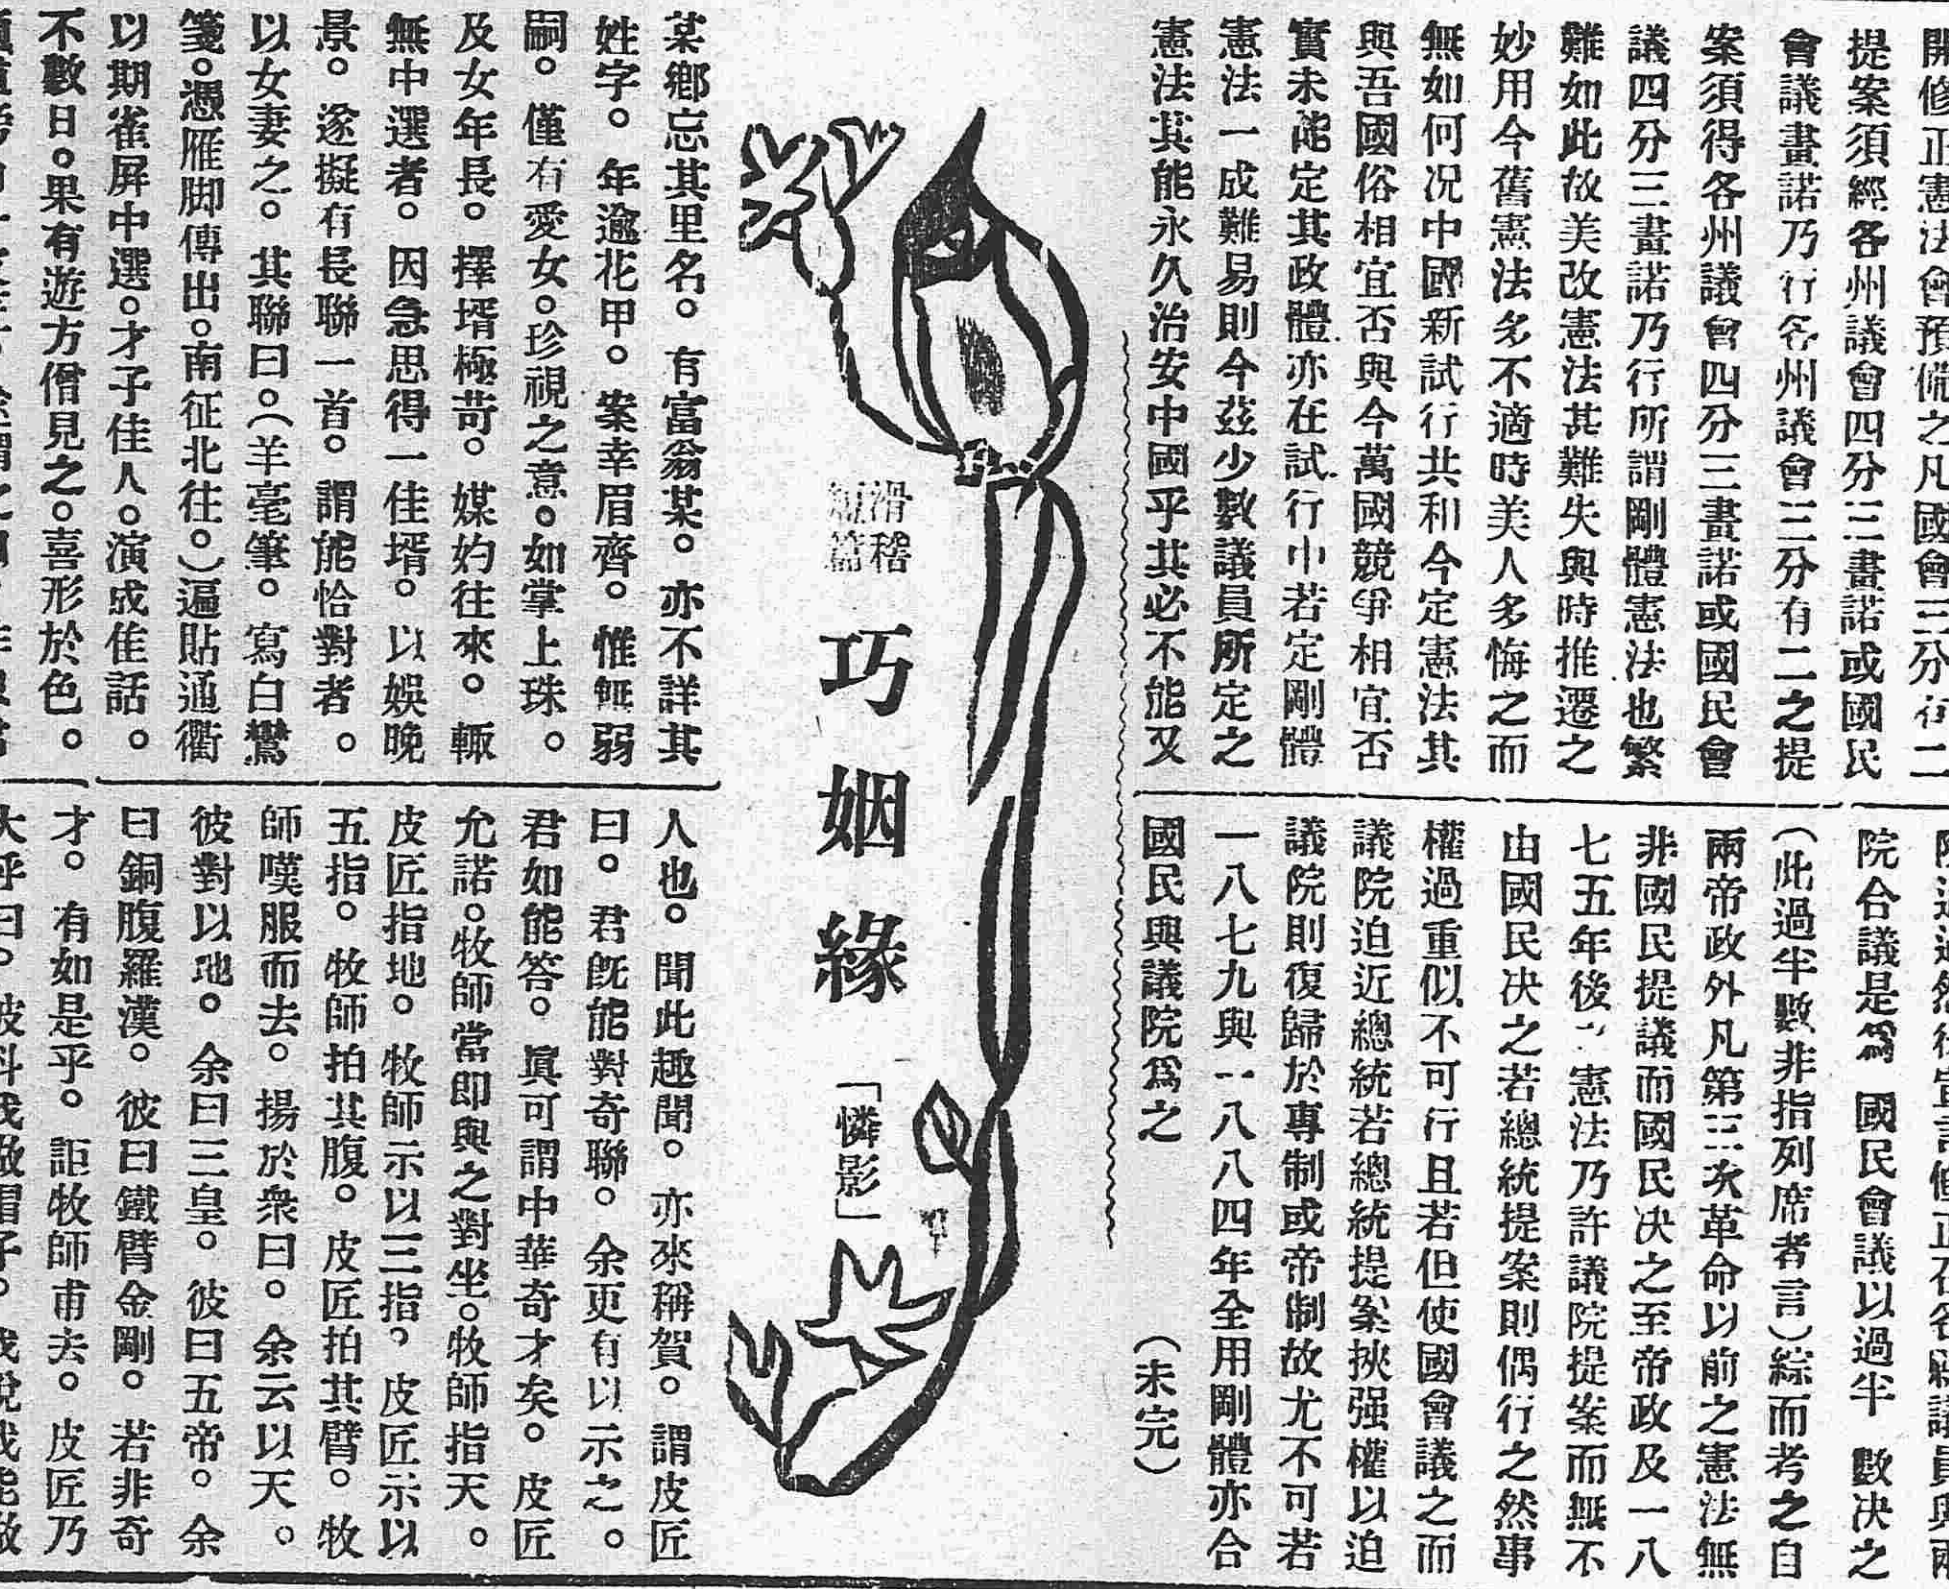 提案須經各州議會四分三畫諾或國民
會議畫諾乃行各州議會三分有二之提
案須得各州議會四分三畫諾或國民會
議四分三畫諾乃行所謂剛體憲法也繁
難如此故美改憲法甚難失與時推遷之
妙用今舊憲法多不適時美人多悔之而
無如何况中國新試行共和今定憲法其
與吾國俗相宜否與今萬國競爭相宜否
實未能定其政體亦在試行中若定剛體
憲法一成難易則今茲少數議員所定之
憲法其能永久治安中國乎其必不能又
院合議是爲 國民會議以過半 數决之
（此過半數非指列席者言）綜而考之自
兩帝政外凡第三次革命以前之憲法無
非國民提議而國民决之至帝政及一八
七五年後之憲法乃許議院提案而無不
由國民决之若總統提案則偶行之然事
權過重似不可行且若但使國會議之而
議院迫近總統若總統提案挾强權以迫
議院則復歸於專制或帝制故尤不可若
一八七九與一八八四年全用剛體亦合
國民與議院爲之 （未完）
滑稽
短篇
巧姻緣
「憐影」
某鄉忘其里名。有富翁某。亦不詳其
姓字。年逾花甲。案幸眉齊。惟無弱
嗣。僅有愛女。珍視之意。如掌上珠。
及女年長。擇壻極苛。媒妁往來。輒
無中選者。因急思得一佳壻。以娛晚
景。遂擬有長聯一首。謂能恰對者。
以女妻之。其聯曰。（羊毫筆。寫白鸞
箋。憑雁脚傳出。南征北往。）遍貼通衢
以期雀屏中選。才子佳人。演成佳話。
不數日。果有遊方僧見之。喜形於色。
人也。聞此趣聞。亦來稱賀。謂皮匠
曰。君旣能對奇聯。余更有以示之。
君如能答。眞可謂中華奇才矣。皮匠
允諾。牧師當即與之對坐。牧師指天。
皮匠指地。牧師示以三指。皮匠示以
五指。牧師拍其腹。皮匠拍其臂。牧
師嘆服而去。揚於衆曰。余云以天。
彼對以地。余曰三皇。彼曰五帝。余
曰銅腹羅漢。彼曰鐵臂金剛。若非奇
才。有如是乎。詎牧師甫去。皮匠乃